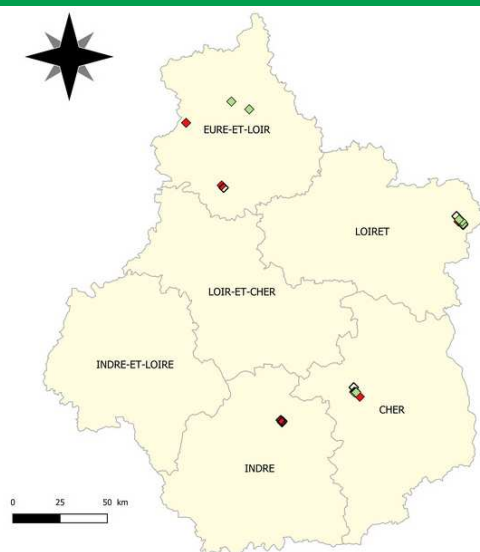 EURE-ET-LOIR
LOIRET
LOIR-ET-CHER
INDRE-ET-LOIRE
CHER
INDRE
0 25 50 km